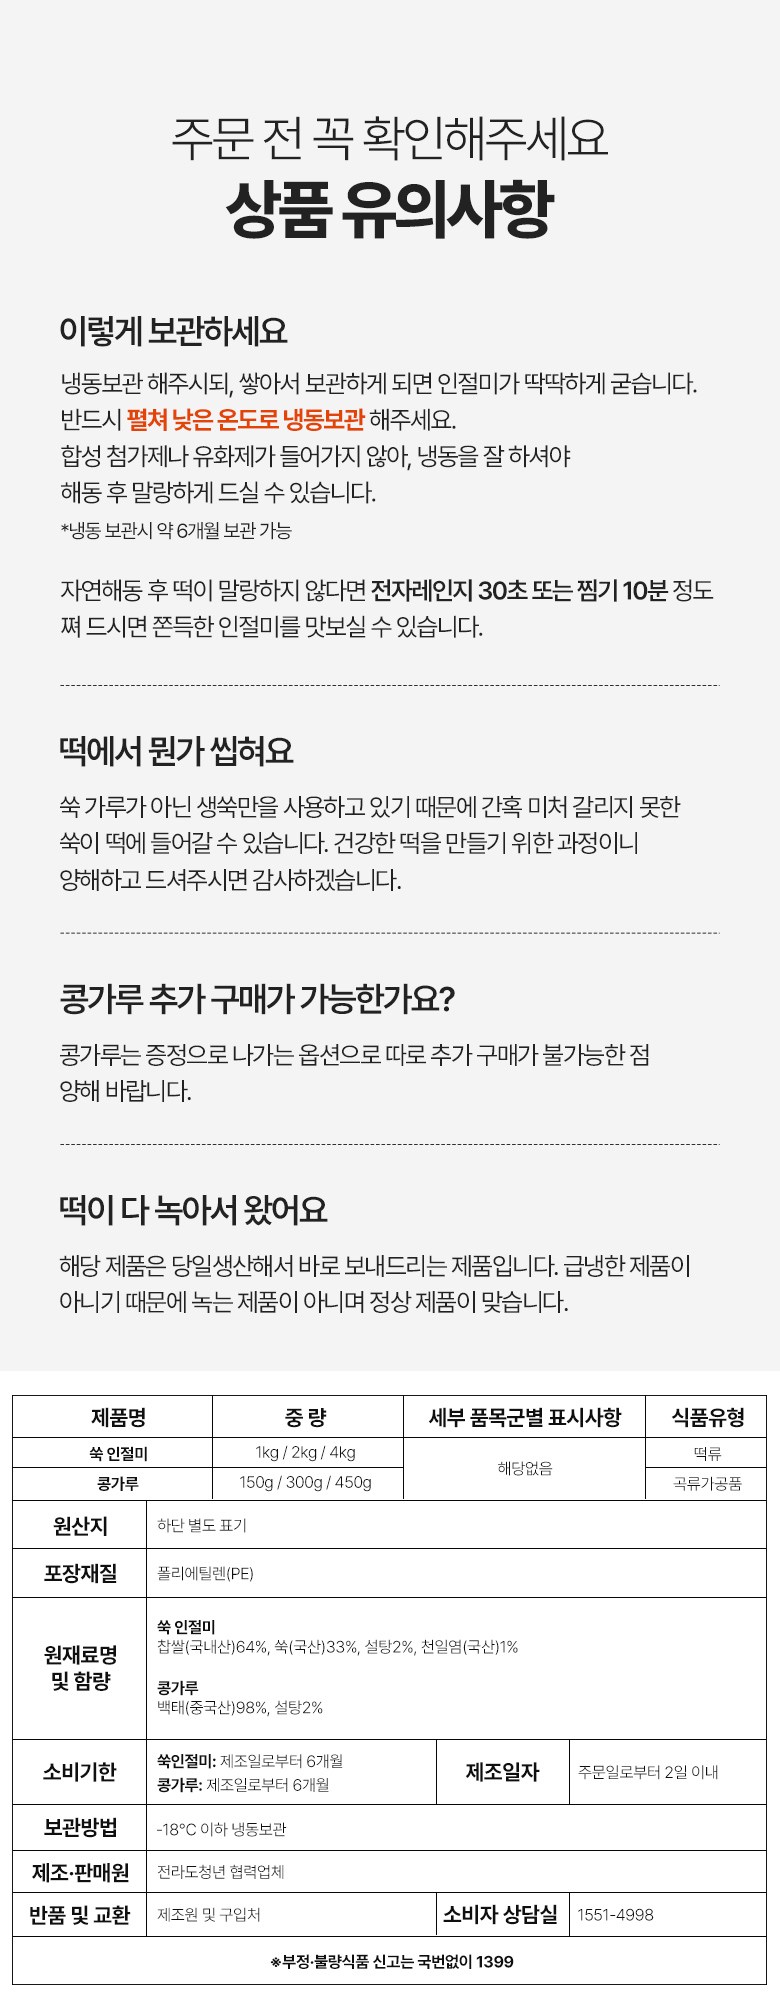 주문 전 꼭 확인해주세요
상품 유의사항
이렇게 보관하세요
냉동보관 해주시되, 쌓아서 보관하게 되면 인절미가 딱딱하게 굳습니다.
반드시 펼쳐 낮은 온도로 냉동보관 해주세요.
합성 첨가제나 유화제가 들어가지 않아, 냉동을 잘 하셔야
해동 후 말랑하게 드실 수 있습니다.
*냉동 보관시 약 6개월 보관 가능
자연해동 후 떡이 말랑하지 않다면 전자레인지 30초 또는 찜기 10분 정도
쪄 드시면 쫀득한 인절미를 맛보실 수 있습니다.
떡에서 뭔가 씹혀요
쑥 가루가 아닌 생쑥만을 사용하고 있기 때문에 간혹 미처 갈리지 못한
쑥이 떡에 들어갈 수 있습니다. 건강한 떡을 만들기 위한 과정이니
양해하고 드셔주시면 감사하겠습니다.
콩가루 추가 구매가 가능한가요?
콩가루는 증정으로 나가는 옵션으로 따로 추가 구매가 불가능한 점
양해 바랍니다.
떡이 다 녹아서 왔어요
해당 제품은 당일생산해서 바로 보내드리는 제품입니다. 급냉한 제품이
아니기 때문에 녹는 제품이 아니며 정상 제품이 맞습니다.
제품명 중 량 세부 품목군별 표시사항 식품유형
쑥 인절미 1kg / 2kg / 4kg 해당없음 떡류
콩가루 150g / 300g / 450g 곡류가공품
원산지 하단 별도 표기
포장재질 폴리에틸렌(PE)
원재료명
및 함량
쑥 인절미
찹쌀(국내산)64%, 쑥(국산)33%, 설탕2%, 천일염(국산)1%
콩가루
백태(중국산)98%, 설탕2%
소비기한
쑥인절미: 제조일로부터 6개월
콩가루: 제조일로부터 6개월
제조일자 주문일로부터 2일 이내
보관방법 -18°C 이하 냉동보관
제조·판매원 전라도청년 협력업체
반품 및 교환 제조원 및 구입처 소비자 상담실 1551-4998
※부정·불량식품 신고는 국번없이 1399